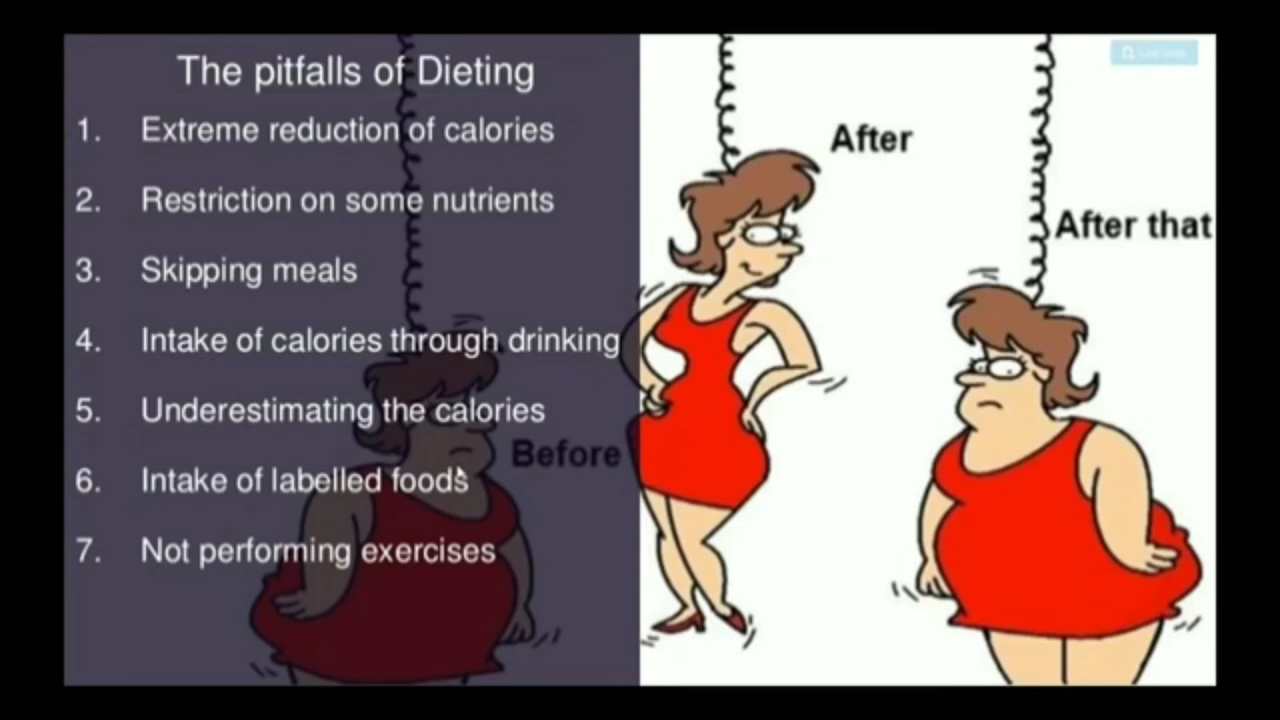 The pitfalls of Dieting
1. Extreme reduction of calories
2. Restriction on some nutrients
3. Skipping meals
4. Intake of calories through drinking
5. Underestimating the calories
6. Intake of labelled foods
7. Not performing exercises
Before
After
After that